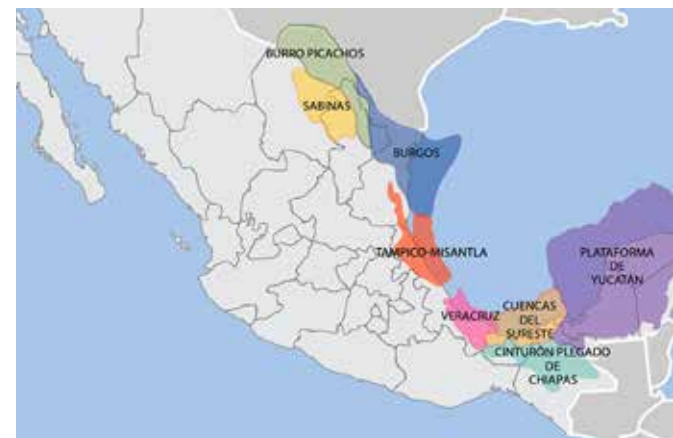 BURRO PICACHOS
SABINAS
BURGOS
TAMPICO-MISANTLA
PLATAFORMA
DE
YUCATÁN
VERACRUZ
CUENCAS
DEL
SURESTE
CINTURÓN PLEGADO
DE
CHIAPAS